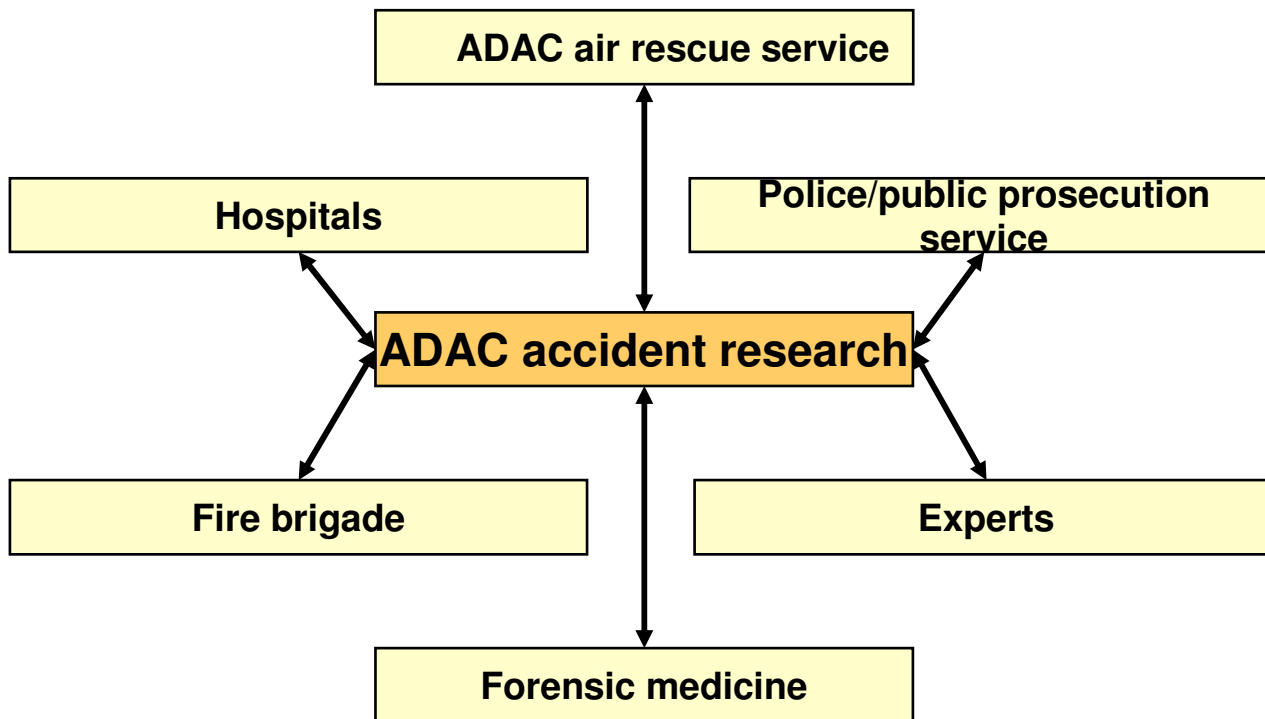 ADAC air rescue service
Hospitals
Police/public prosecution
service
ADAC accident research
Fire brigade
Experts
Forensic medicine